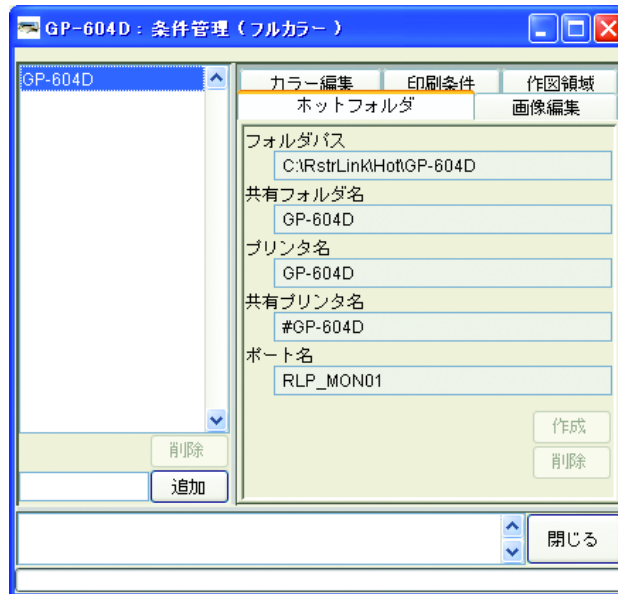 GP-604D : 条件管理 ( フルカラー )
GP-604D
カラー編集 印刷条件 作図領域
ホットフォルダ 画像編集
フォルダパス
C:\RstrLink\Hot\GP-604D
共有フォルダ名
GP-604D
プリンタ名
GP-604D
共有プリンタ名
#GP-604D
ポート名
RLP_MON01
作成
削除
削除
追加
閉じる